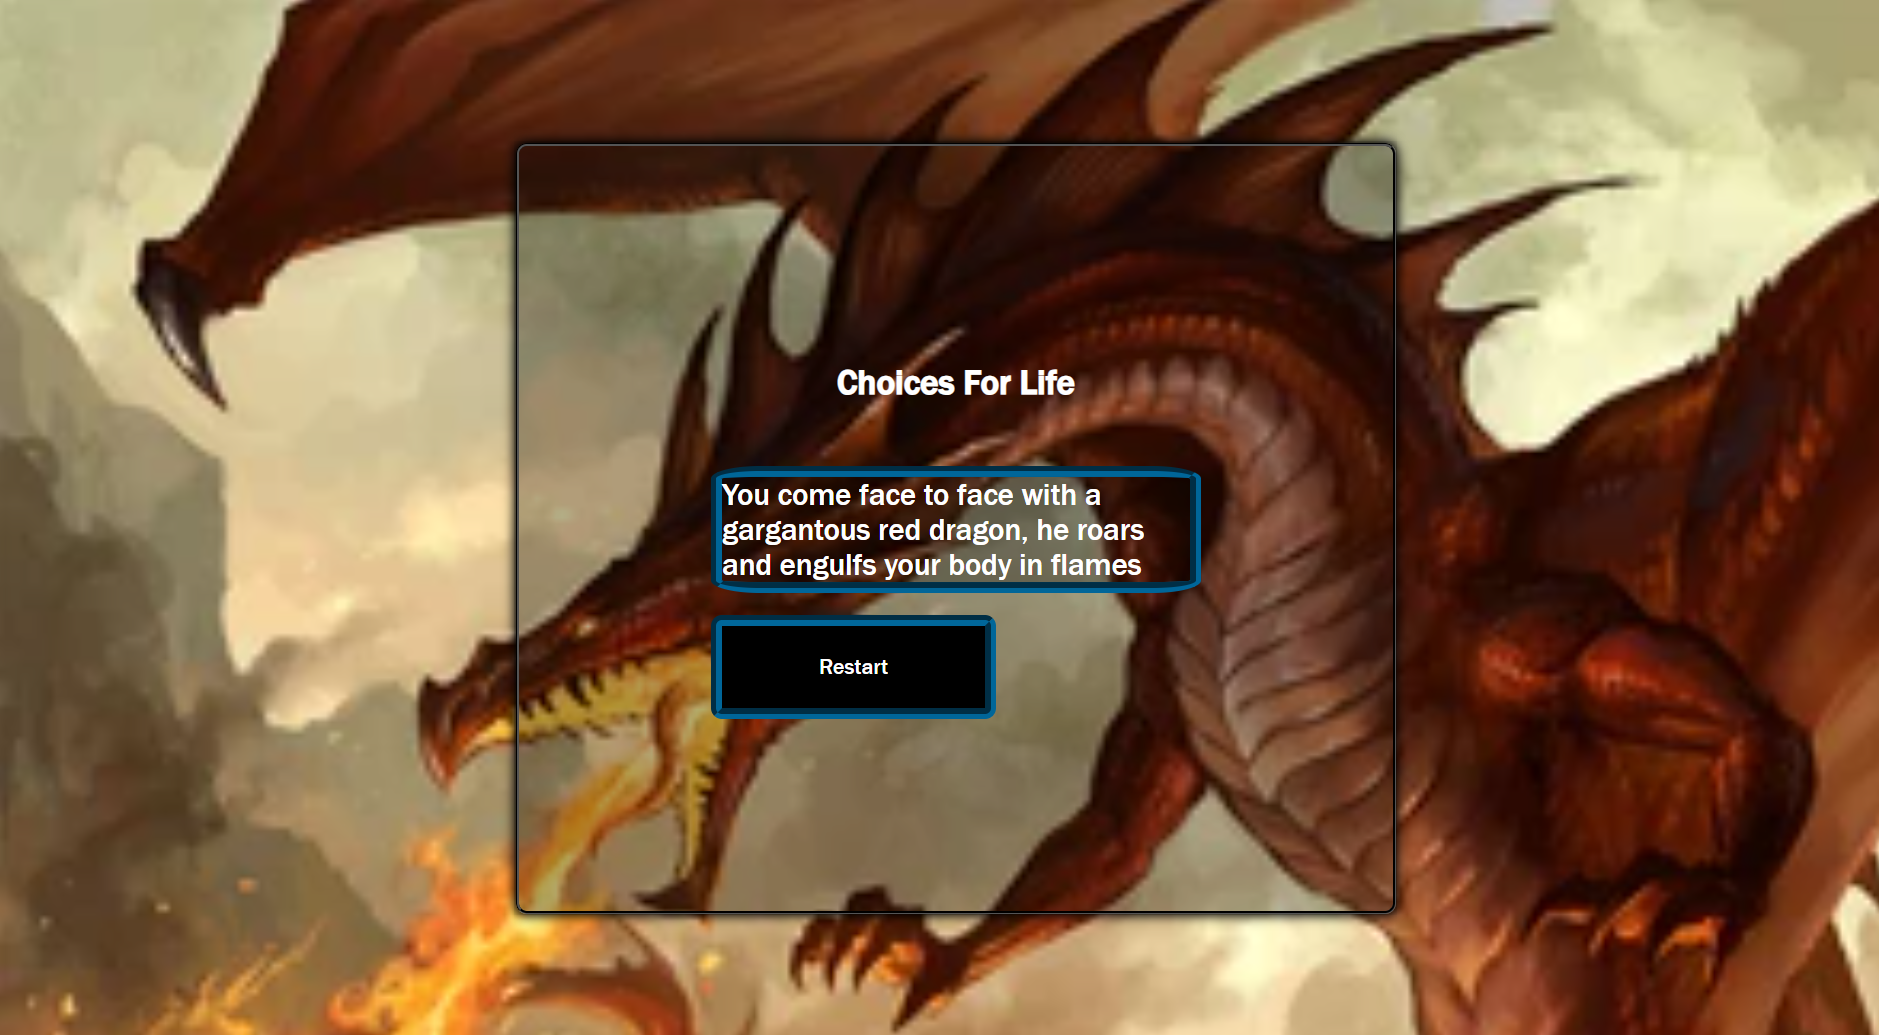 Choices For Life
You come face to face with a
gargantous red dragon, he roars
and engulfs your body in flames
Restart